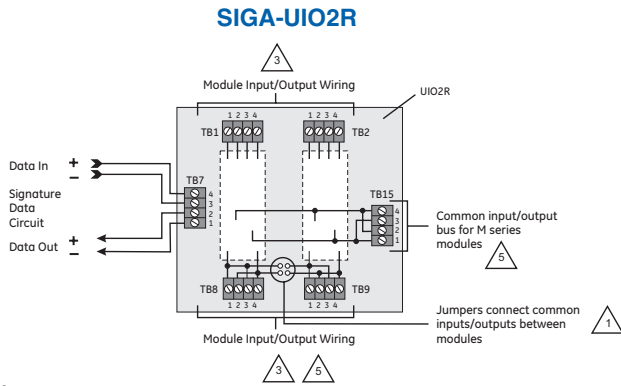 SIGA-UIO2R
3
Module Input/Output Wiring
UIO2R
1 2 3 4
1 2 3 4
TB1
TB2
Data In
+
−
Signature
Data
Circuit
Data Out
+
−
TB7
4
3
2
1
TB15
4
3
2
1
Common input/output
bus for M series
modules
5
TB8
TB9
1 2 3 4
1 2 3 4
Jumpers connect common
inputs/outputs between
modules
1
Module Input/Output Wiring
3
5